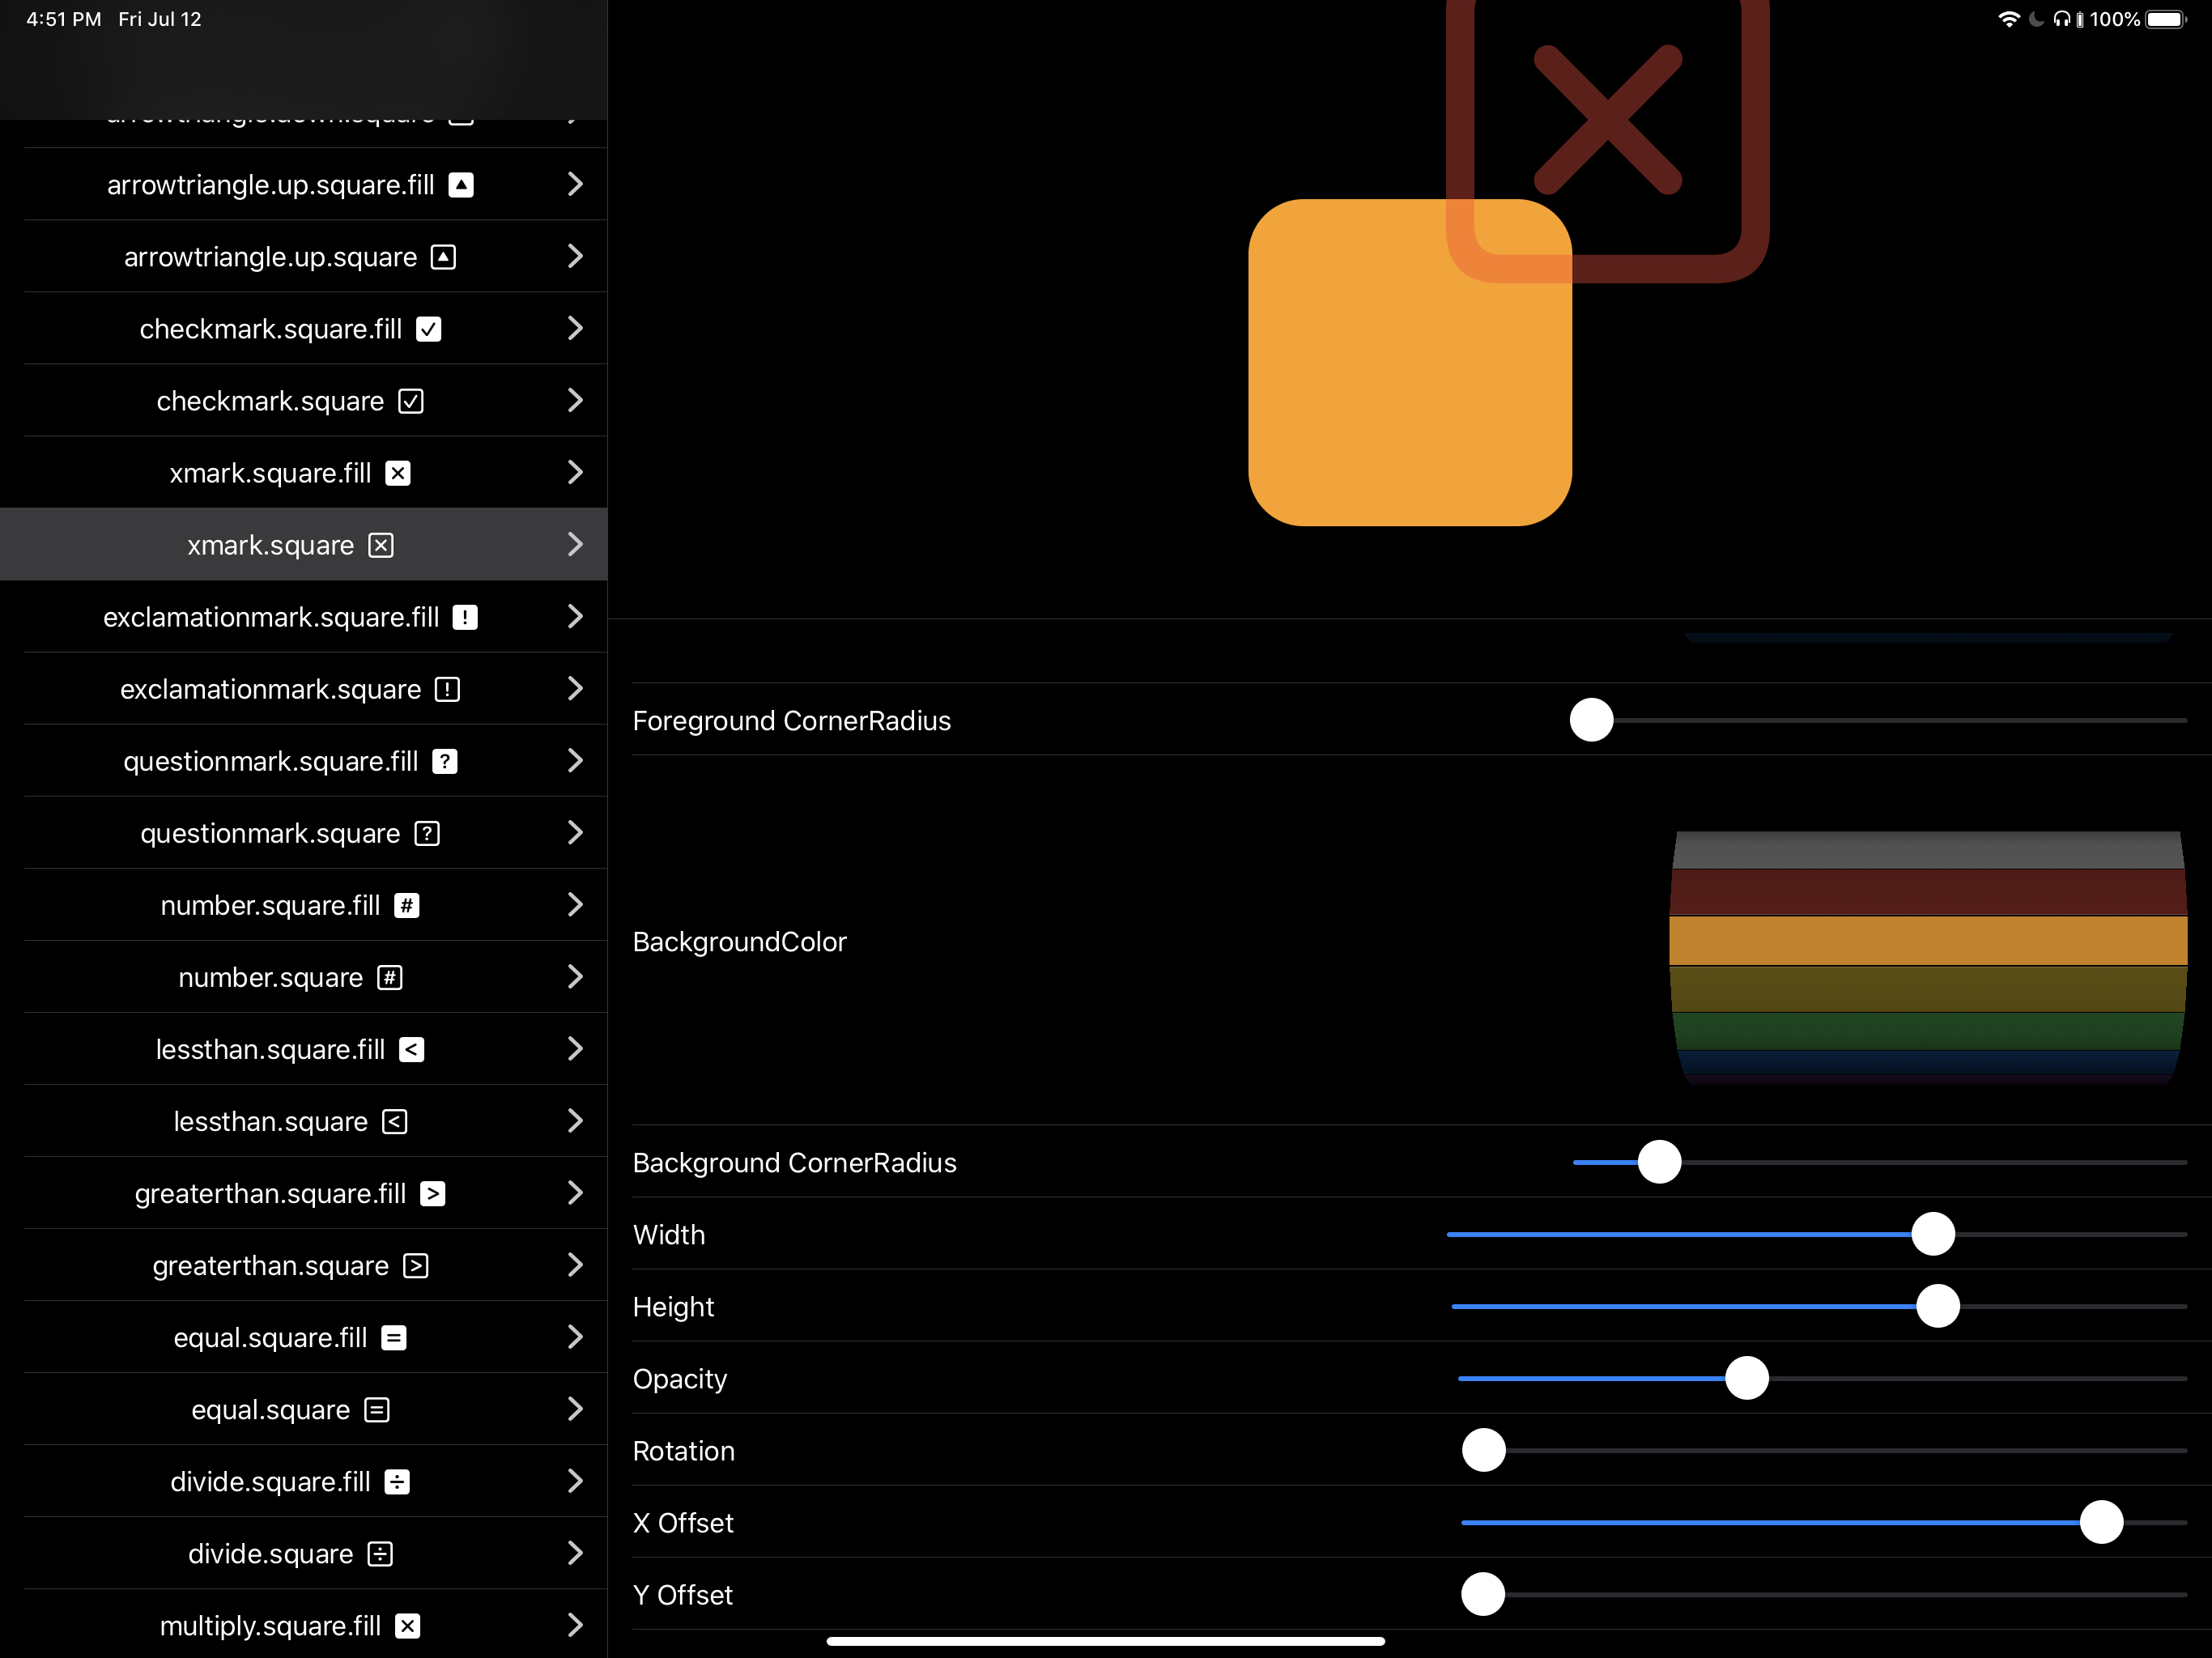 4:51 PM Fri Jul 12
100%
arrowtriangle.down.square
arrowtriangle.up.square.fill
arrowtriangle.up.square
checkmark.square.fill
checkmark.square
xmark.square.fill
xmark.square
exclamationmark.square.fill
exclamationmark.square
questionmark.square.fill
questionmark.square
number.square.fill
number.square
lessthan.square.fill
lessthan.square
greaterthan.square.fill
greaterthan.square
equal.square.fill
equal.square
divide.square.fill
divide.square
multiply.square.fill
Foreground CornerRadius
BackgroundColor
Background CornerRadius
Width
Height
Opacity
Rotation
X Offset
Y Offset